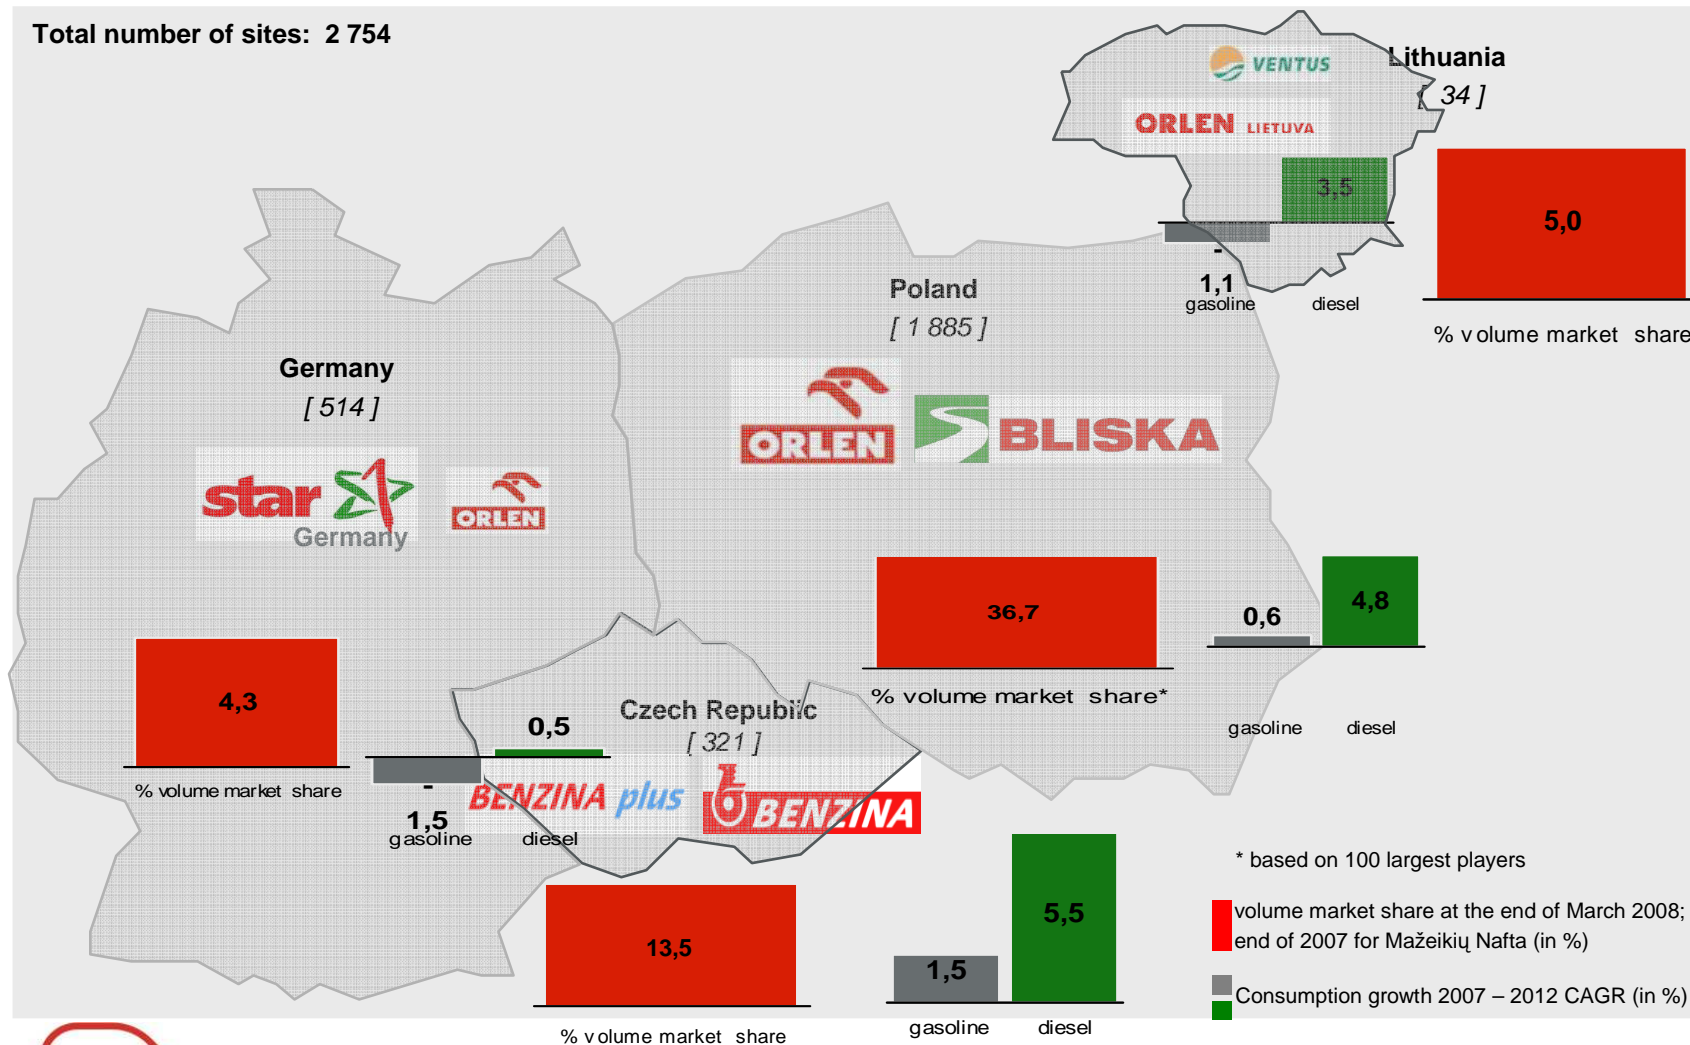 Total number of sites: 2 754
VENTUS
Lithuania
[ 34 ]
ORLEN LIETUVA
3,5
-
1,1
gasoline
diesel
5,0
% volume market share
Poland
[ 1 885 ]
ORLEN
BLISKA
Germany
[ 514 ]
star
Germany
ORLEN
36,7
% volume market share*
0,6
4,8
gasoline
diesel
4,3
% volume market share
-
1,5
0,5
gasoline
diesel
Czech Republic
[ 321 ]
BENZINA plus
BENZINA
13,5
% volume market share
1,5
5,5
gasoline
diesel
* based on 100 largest players
volume market share at the end of March 2008;
end of 2007 for Mažeikių Nafta (in %)
Consumption growth 2007 – 2012 CAGR (in %)